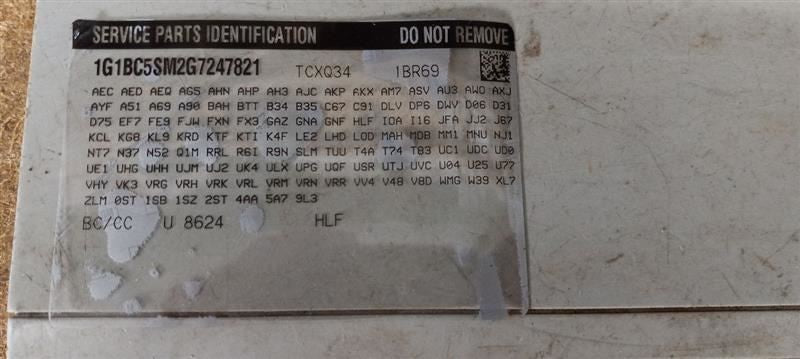 SERVICE PARTS IDENTIFICATION DO NOT REMOVE
1G1BC5SM2G7247821 TCXQ34 1BR69
AEC AED AEQ AG5 AHN AHP AH3 AJC AKP AKX AM7 ASV AU3 AW0 AXJ
AYF A51 A69 A90 BAH BTT B34 B35 C67 C91 DLV DP6 DWV D06 D31
D75 EF7 FE9 FJW FXN FX3 GAZ GNA GNF HLF IOA I16 JFA JJ2 J67
KCL KG8 KL9 KRD KTF KTI K4F LE2 LHD LOD MAH MDB MM1 MNU NJ1
NT7 N37 N52 Q1M RRL R6I R9N SLM TUU T4A T74 T83 UC1 UDC UD0
UE1 UHG UHH UJM UJ2 UK4 ULX UPG UQF USR UTJ UVC U04 U25 U77
VHY VK3 VRG VRH VRK VRL VRM VRN VRR VV4 V48 V8D WMG W39 XL7
ZLM 0ST 1SB 1SZ 2ST 4AA 5A7 9L3
BC/CC U 8624 HLF